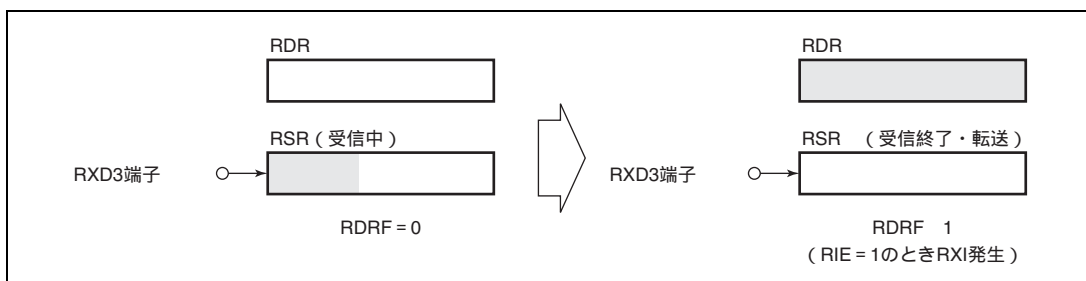 RDR
RSR（受信中）
RXD3端子
RDRF = 0
RDR
RSR （受信終了・転送）
RXD3端子
RDRF 1
（RIE = 1のときRXI発生）